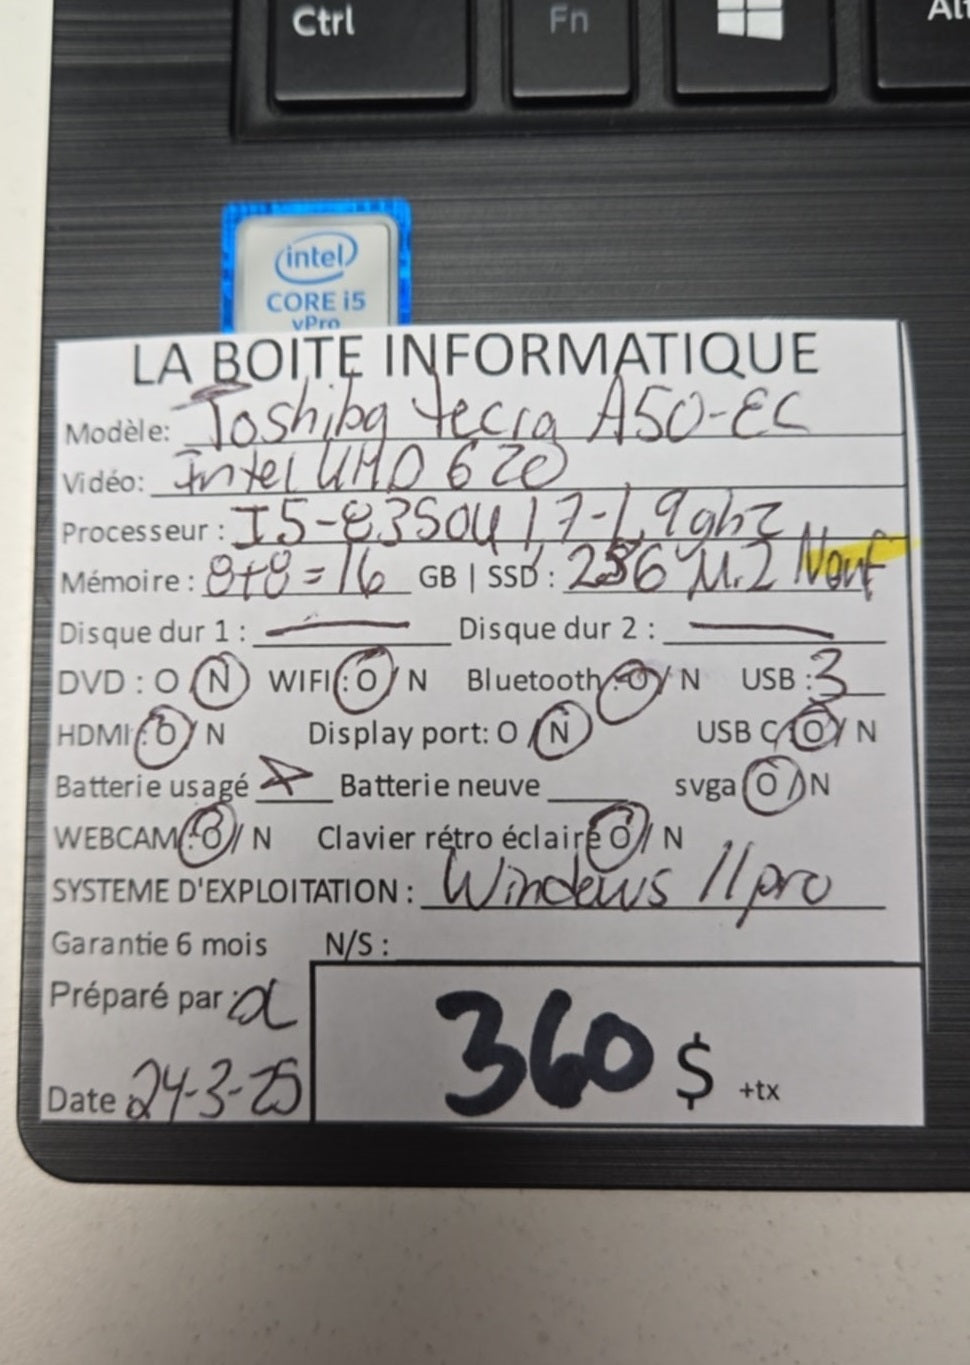 Ctrl Fn Alt
intel
CORE i5
vPro
LA BOITE INFORMATIQUE
Modèle: Toshiba tecra A50-EC
Vidéo: Intel UHD 620
Processeur : I5-8350U 1,7-1,9ghz
Mémoire : 8+8=16 GB | SSD : 256 M.2 Neuf
Disque dur 1 : — Disque dur 2 : —
DVD : O / N WIFI : O / N Bluetooth : O / N USB : 3
HDMI : O / N Display port: O / N USB C O / N
Batterie usagé X Batterie neuve ____ svga O / N
WEBCAM : O / N Clavier rétro éclairé O / N
SYSTEME D'EXPLOITATION : Windows 11 pro
Garantie 6 mois N/S :
Préparé par :
Date : 24-3-25
360 $ +tx